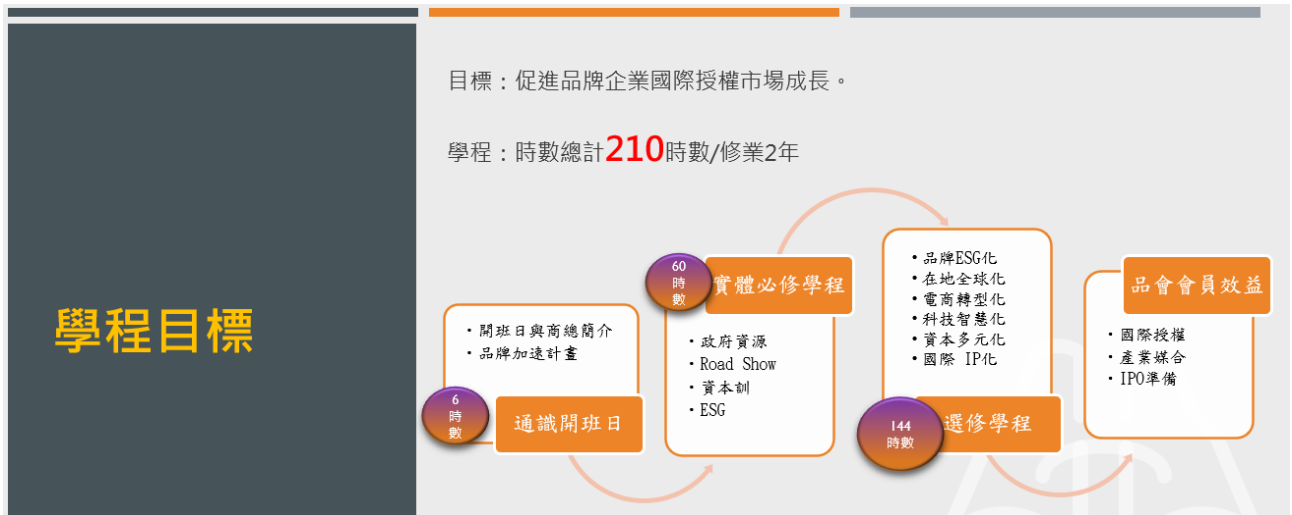 目標：促進品牌企業國際授權市場成長。
學程：時數總計210時數/修業2年
學程目標
• 開班日與商總簡介
• 品牌加速計畫
6
時
數
通識開班日
60
時
數
實體必修學程
• 政府資源
• Road Show
• 資本訓
• ESG
• 品牌ESG化
• 在地全球化
• 電商轉型化
• 科技智慧化
• 資本多元化
• 國際 IP化
144
時數
選修學程
品會會員效益
• 國際授權
• 產業媒合
• IPO準備